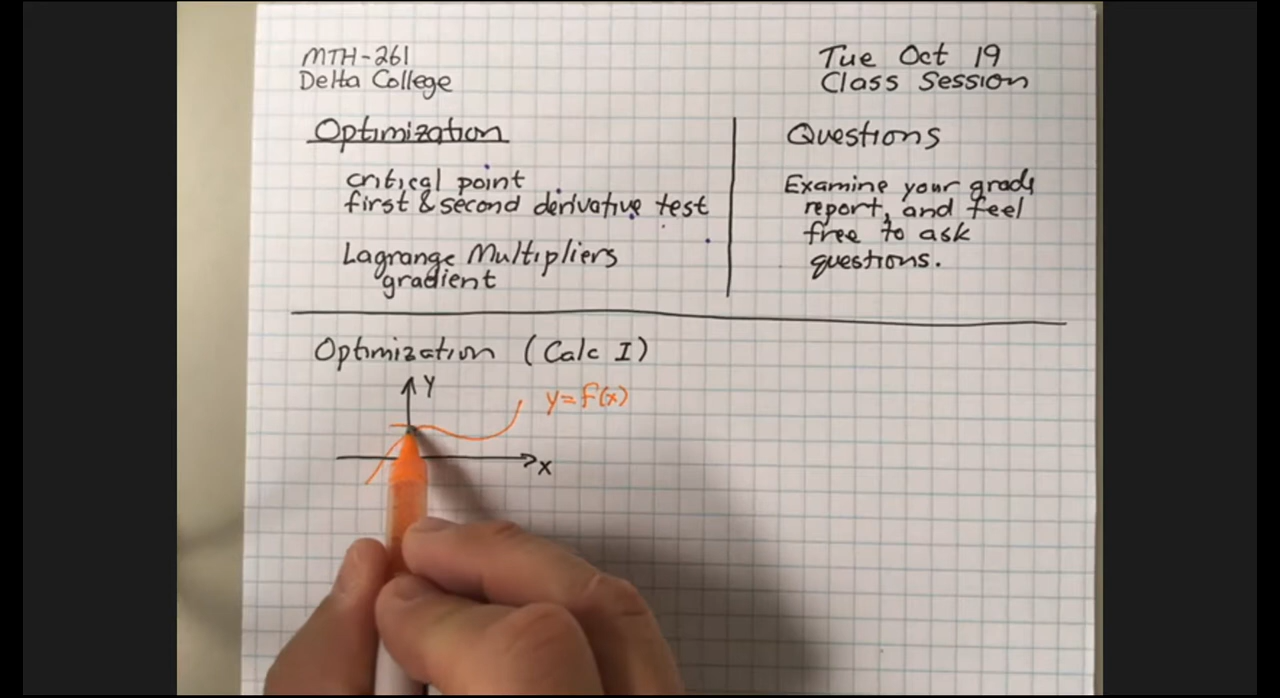 MTH-261
Delta College
Tue Oct 19
Class Session
Optimization
critical point
first & second derivative test
Lagrange Multipliers
gradient
Questions
Examine your grade
report, and feel
free to ask
questions.
Optimization (Calc I)
y
y=f(x)
x